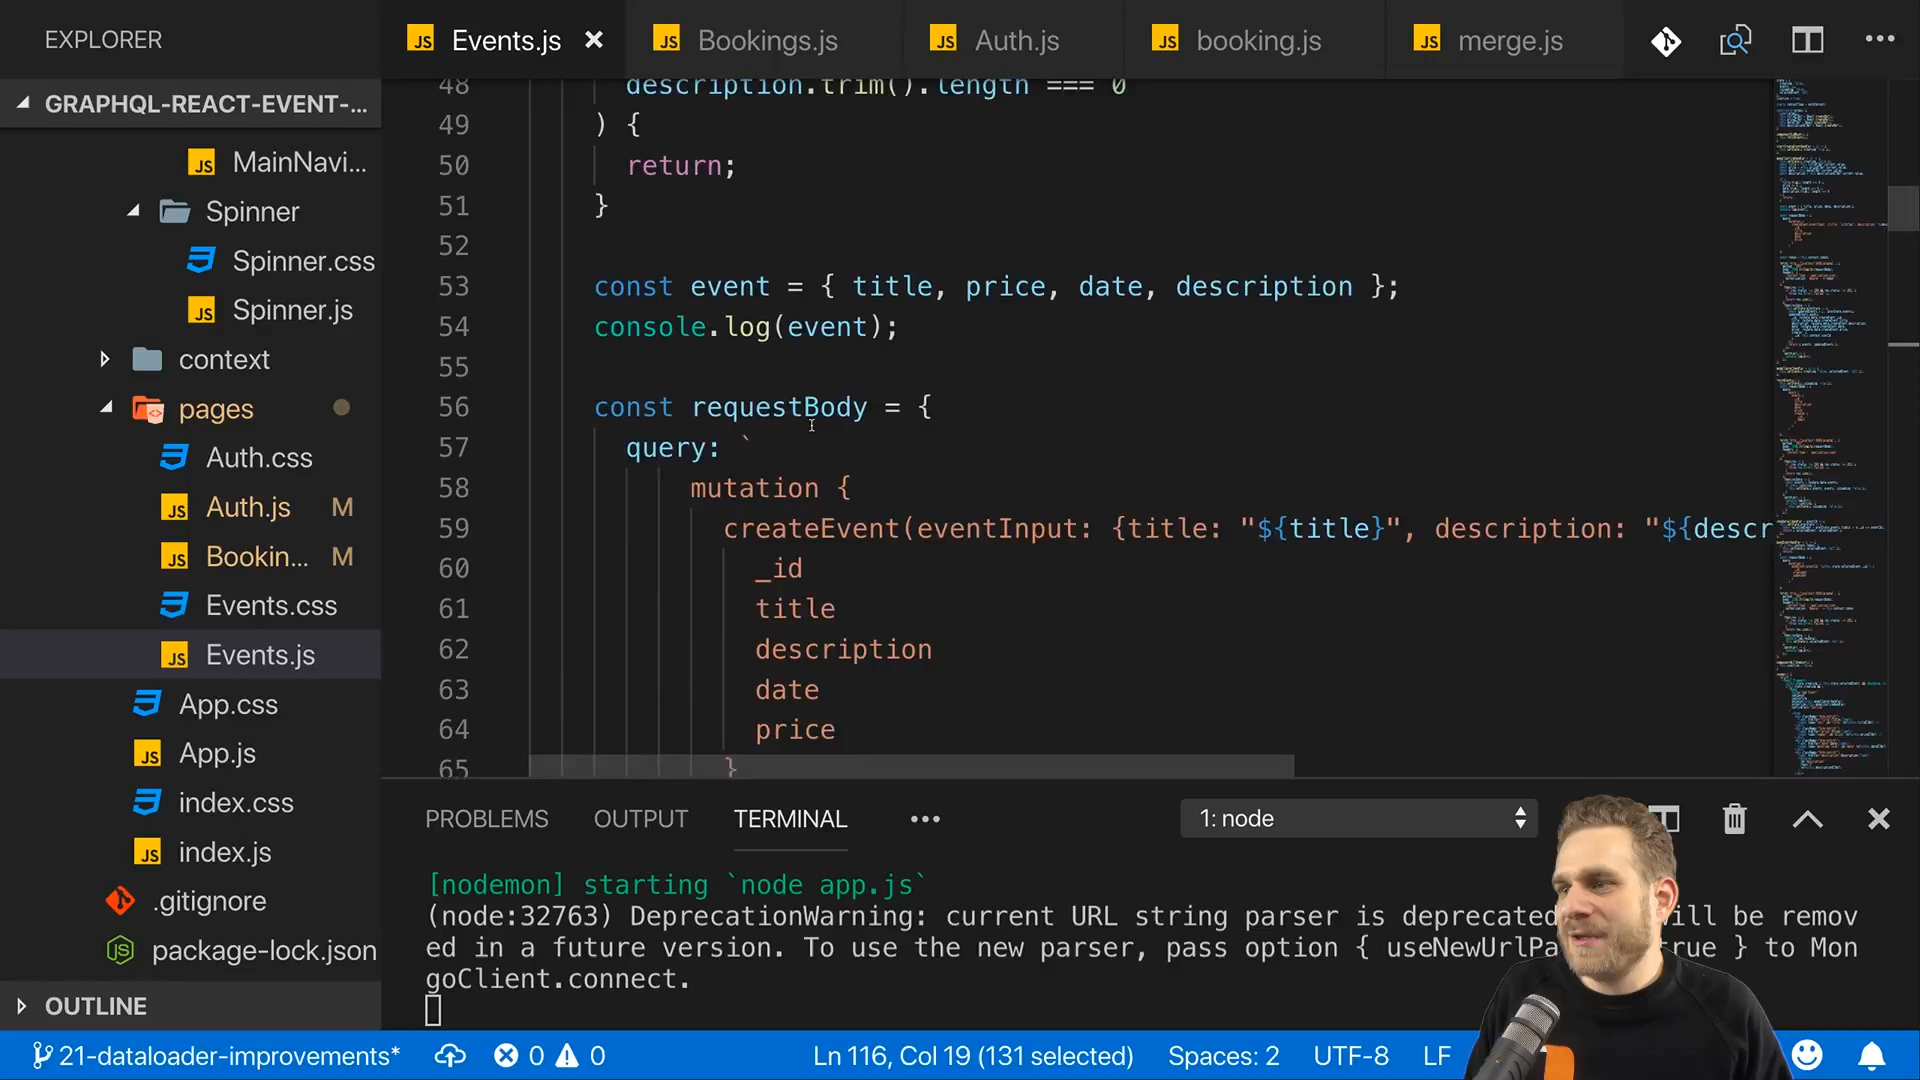 EXPLORER
GRAPHQL-REACT-EVENT-...
MainNavi...
Spinner
Spinner.css
Spinner.js
context
pages
Auth.css
Auth.js M
Bookin... M
Events.css
Events.js
App.css
App.js
index.css
index.js
.gitignore
package-lock.json
OUTLINE
Events.js
Bookings.js
Auth.js
booking.js
merge.js
48 description.trim().length === 0
49 ) {
50 return;
51 }
52
53 const event = { title, price, date, description };
54 console.log(event);
55
56 const requestBody = {
57 query: `
58 mutation {
59 createEvent(eventInput: {title: "${title}", description: "${descr
60 _id
61 title
62 description
63 date
64 price
65 }
PROBLEMS OUTPUT TERMINAL ••• 1: node
[nodemon] starting `node app.js`
(node:32763) DeprecationWarning: current URL string parser is deprecated ill be remov
ed in a future version. To use the new parser, pass option { useNewUrlPa true } to Mon
goClient.connect.
21-dataloader-improvements* 0 0 Ln 116, Col 19 (131 selected) Spaces: 2 UTF-8 LF